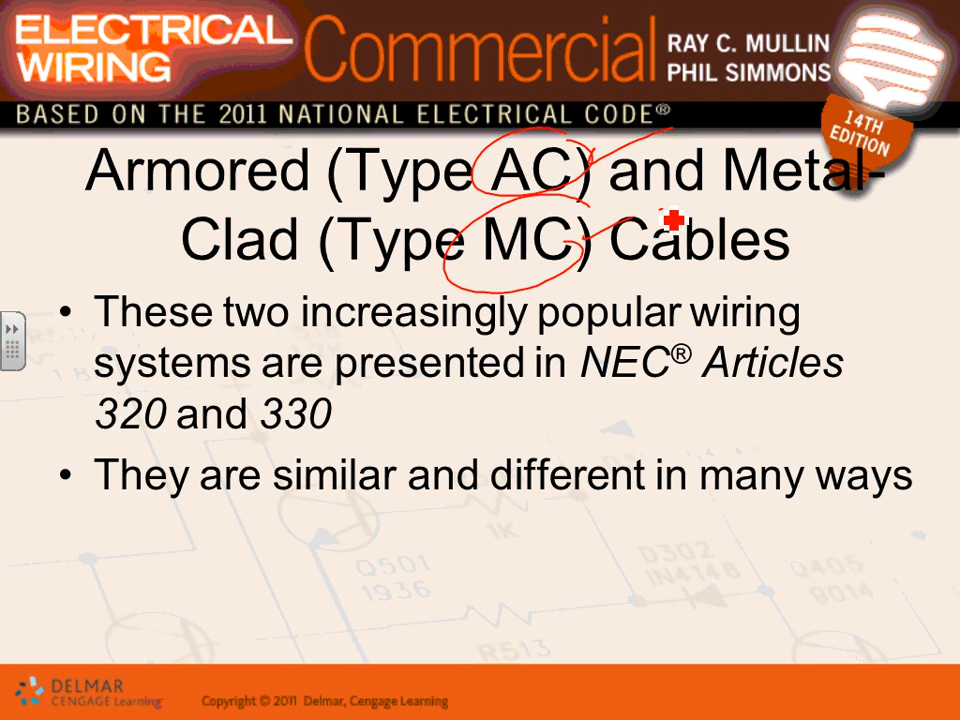 ELECTRICAL
WIRING
Commercial
RAY C. MULLIN
PHIL SIMMONS
BASED ON THE 2011 NATIONAL ELECTRICAL CODE®
14TH
EDITION
Armored (Type AC) and Metal-
Clad (Type MC) Cables
• These two increasingly popular wiring
systems are presented in NEC® Articles
320 and 330
• They are similar and different in many ways
1K
Q501
1936
D302
IN4148
Q405
9014
R513
DELMAR
CENGAGE Learning
Copyright © 2011 Delmar, Cengage Learning